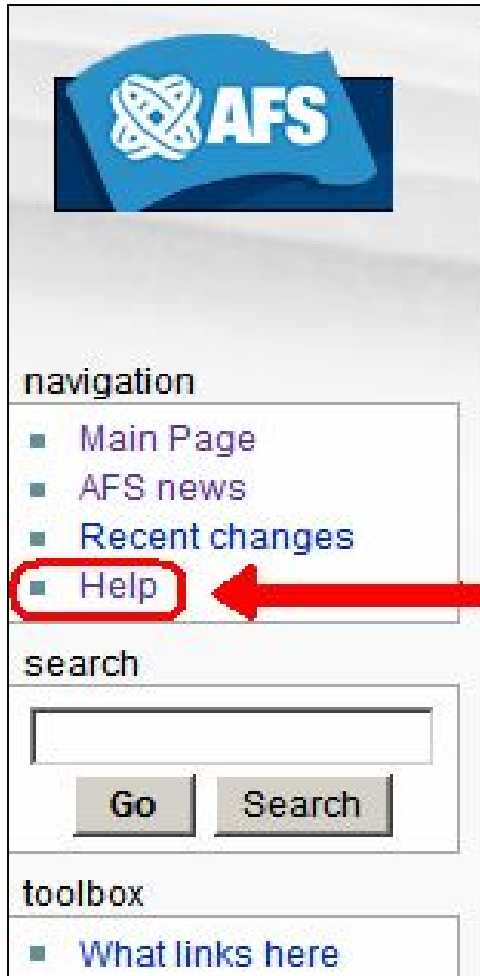 AFS
navigation
Main Page
AFS news
Recent changes
Help
search
Go Search
toolbox
What links here